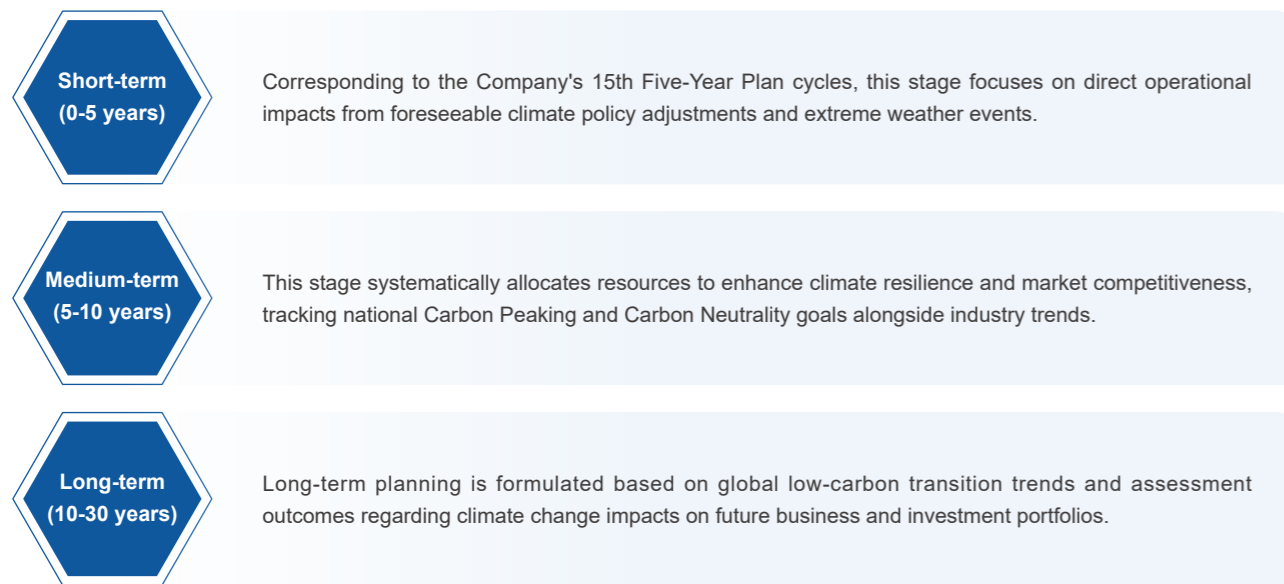 Short-term
(0-5 years)
Corresponding to the Company's 15th Five-Year Plan cycles, this stage focuses on direct operational
impacts from foreseeable climate policy adjustments and extreme weather events.
Medium-term
(5-10 years)
This stage systematically allocates resources to enhance climate resilience and market competitiveness,
tracking national Carbon Peaking and Carbon Neutrality goals alongside industry trends.
Long-term
(10-30 years)
Long-term planning is formulated based on global low-carbon transition trends and assessment
outcomes regarding climate change impacts on future business and investment portfolios.